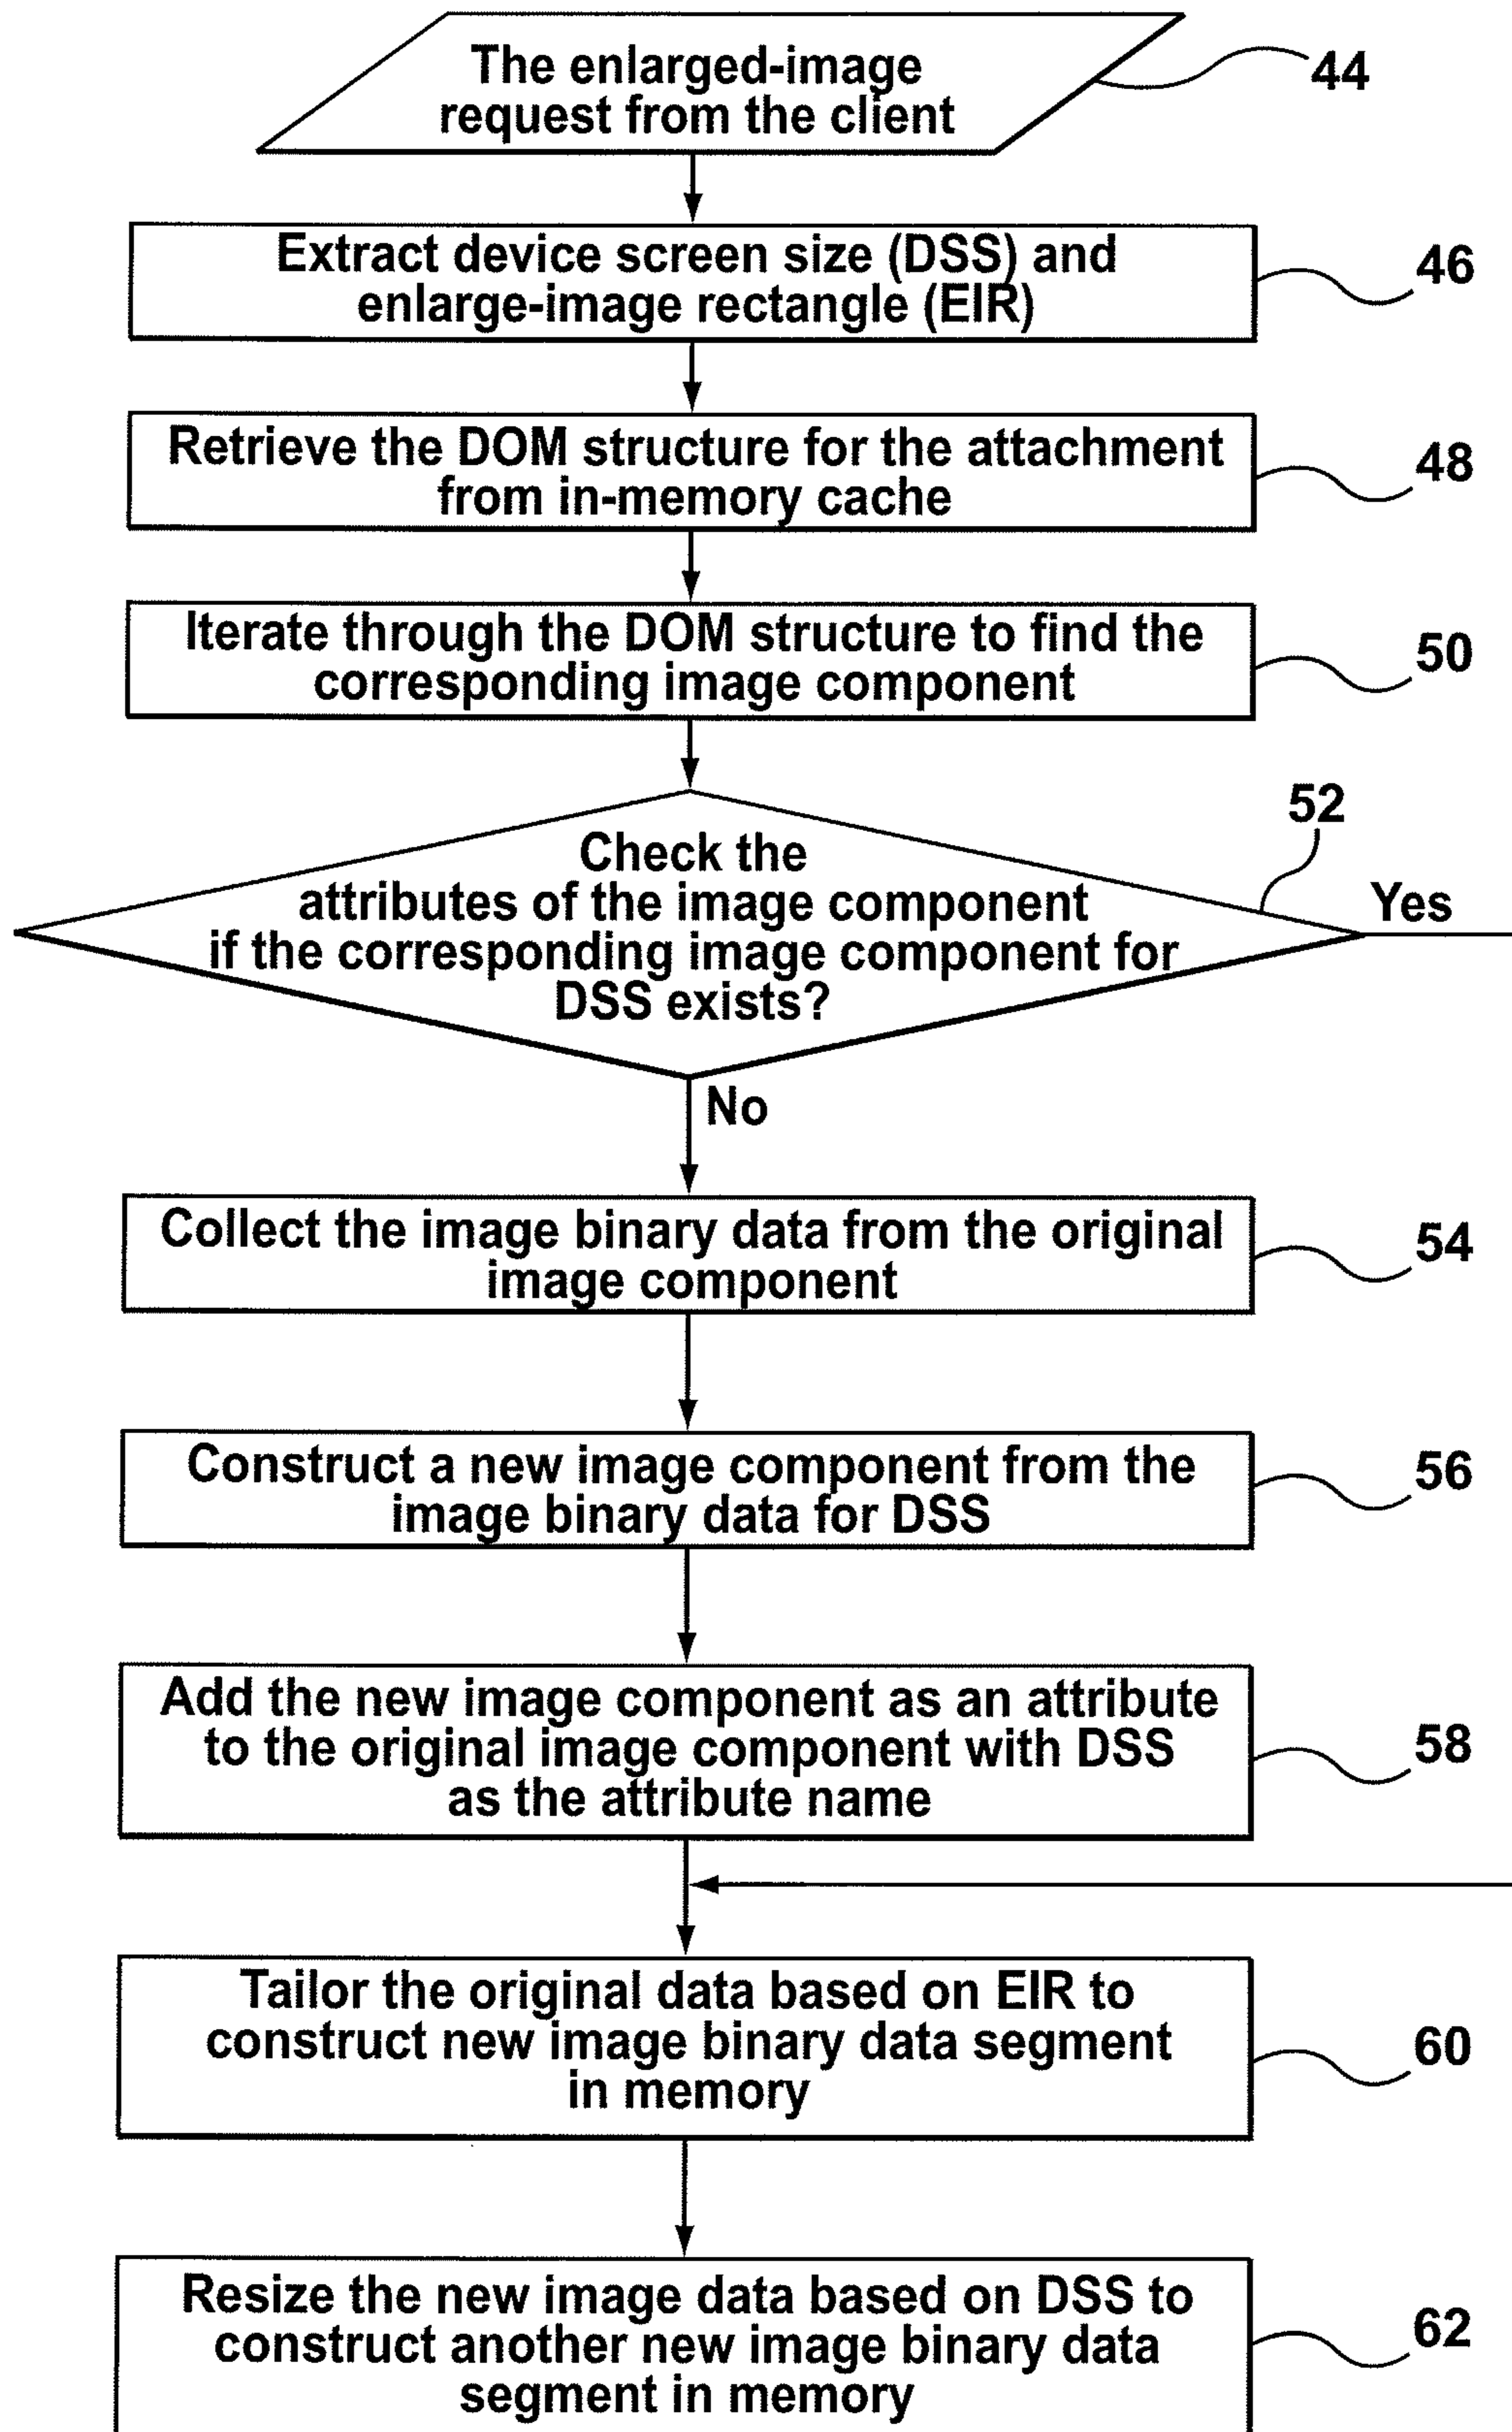 The enlarged-image
request from the client
44
Extract device screen size (DSS) and
enlarge-image rectangle (EIR)
46
Retrieve the DOM structure for the attachment
from in-memory cache
48
Iterate through the DOM structure to find the
corresponding image component
50
52
Check the
attributes of the image component
if the corresponding image component for
DSS exists?
Yes
No
Collect the image binary data from the original
image component
54
Construct a new image component from the
image binary data for DSS
56
Add the new image component as an attribute
to the original image component with DSS
as the attribute name
58
Tailor the original data based on EIR to
construct new image binary data segment
in memory
60
Resize the new image data based on DSS to
construct another new image binary data
segment in memory
62